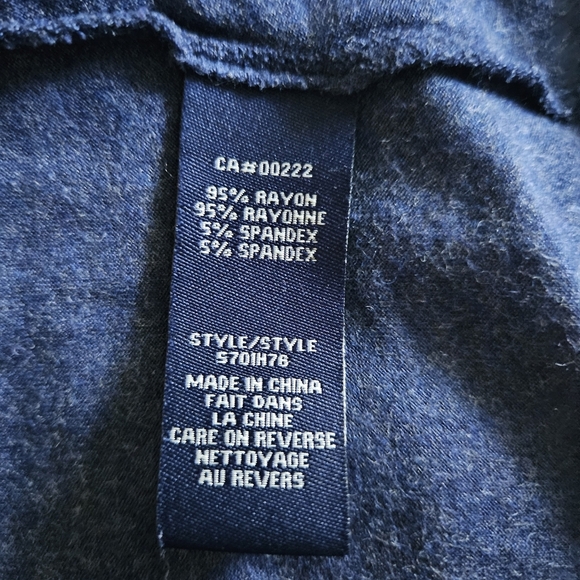 CA#00222
95% RAYON
95% RAYONNE
5% SPANDEX
5% SPANDEX
STYLE/STYLE
S701H76
MADE IN CHINA
FAIT DANS
LA CHINE
CARE ON REVERSE
NETTOYAGE
AU REVERS